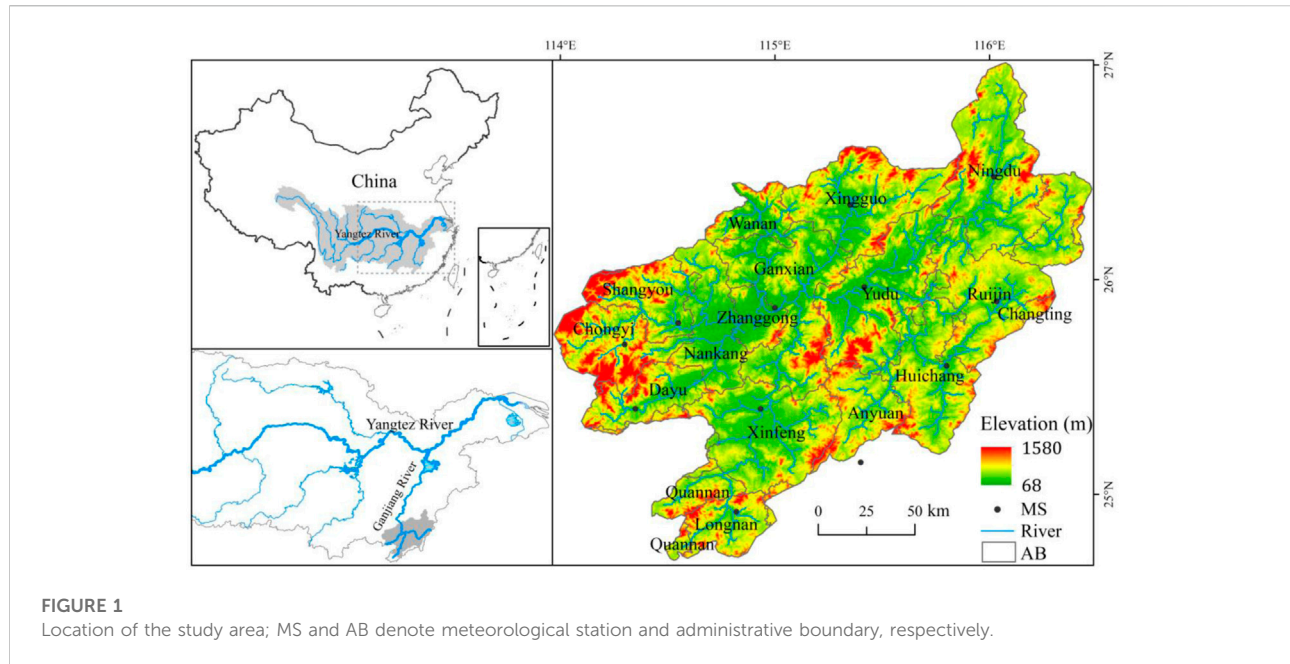 114°E
115°E
116°E
27°N
China
Yangtez River
Ningdu
Xingguo
Wanan
Ganxian
26°N
Shangyou
Yudu
Ruijin
Changting
Zhanggong
Chongyi
Nankang
Huichang
Dayu
Anyuan
Xinfeng
Yangtez River
Ganjiang River
Elevation (m)
1580
68
25°N
Quannan
Longnan
Quannan
0 25 50 km
MS
River
AB
FIGURE 1
Location of the study area; MS and AB denote meteorological station and administrative boundary, respectively.